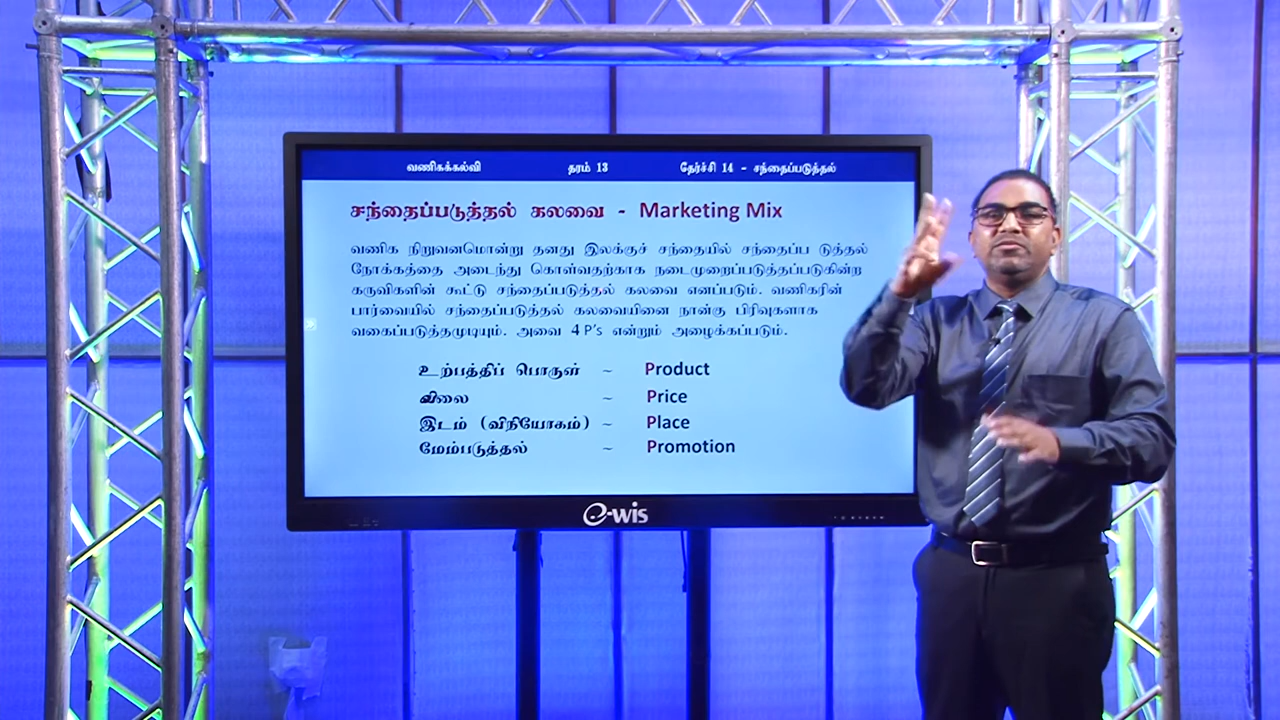 வணிகக்கல்வி தரம் 13 தேர்ச்சி 14 - சந்தைப்படுத்தல்
சந்தைப்படுத்தல் கலவை - Marketing Mix
வணிக நிறுவனமொன்று தனது இலக்குச் சந்தையில் சந்தைப்ப டுத்தல்
நோக்கத்தை அடைந்து கொள்வதற்காக நடைமுறைப்படுத்தப்படுகின்ற
கருவிகளின் கூட்டு சந்தைப்படுத்தல் கலவை எனப்படும். வணிகரின்
பார்வையில் சந்தைப்படுத்தல் கலவையினை நான்கு பிரிவுகளாக
வகைப்படுத்தமுடியும். அவை 4 P's என்றும் அழைக்கப்படும்.
உற்பத்திப் பொருள் ~ Product
விலை ~ Price
இடம் (விநியோகம்) ~ Place
மேம்படுத்தல் ~ Promotion
e-wis